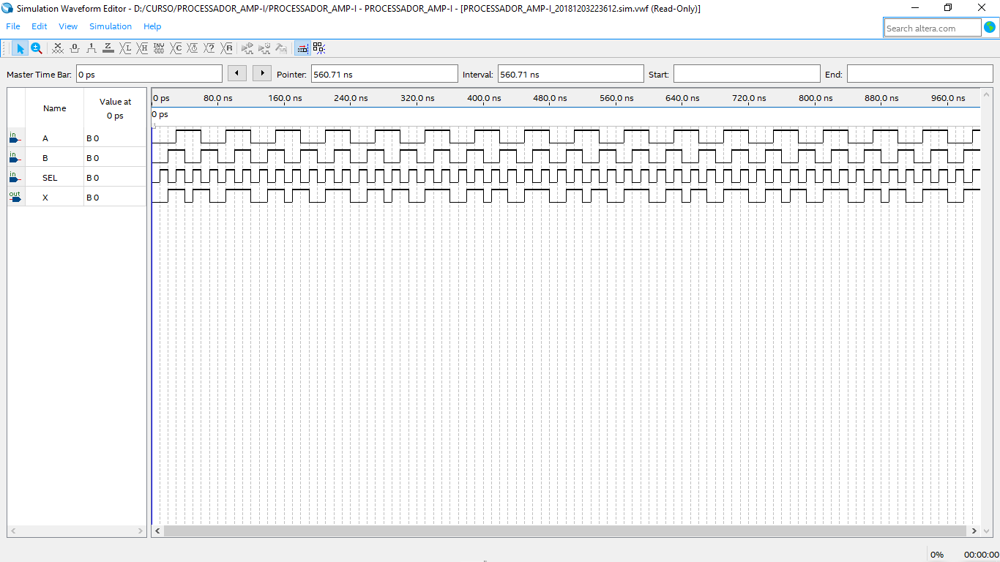 Simulation Waveform Editor - D:/CURSO/PROCESSADOR_AMP-I/PROCESSADOR_AMP-I - PROCESSADOR_AMP-I - [PROCESSADOR_AMP-I_20181203223612.sim.vwf (Read-Only)]
File Edit View Simulation Help
Search altera.com
Master Time Bar: 0 ps Pointer: 560.71 ns Interval: 560.71 ns Start: End:
Name Value at 0 ps
0 ps 80.0 ns 160.0 ns 240.0 ns 320.0 ns 400.0 ns 480.0 ns 560.0 ns 640.0 ns 720.0 ns 800.0 ns 880.0 ns 960.0 ns
0 ps
in A B 0
in B B 0
in SEL B 0
out X B 0
0% 00:00:00